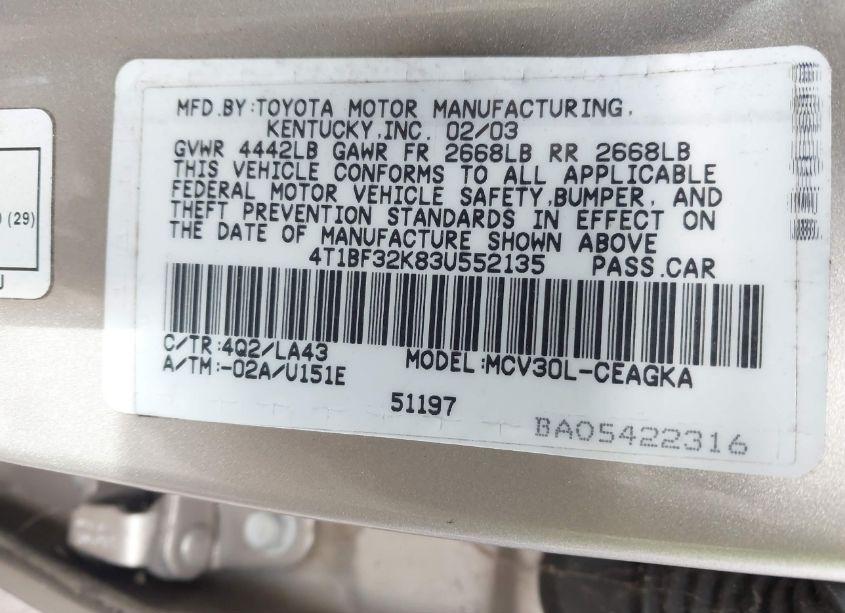 MFD.BY:TOYOTA MOTOR MANUFACTURING,
KENTUCKY,INC. 02/03
GVWR 4442LB GAWR FR 2668LB RR 2668LB
THIS VEHICLE CONFORMS TO ALL APPLICABLE
FEDERAL MOTOR VEHICLE SAFETY,BUMPER, AND
THEFT PREVENTION STANDARDS IN EFFECT ON
THE DATE OF MANUFACTURE SHOWN ABOVE
4T1BF32K83U552135 PASS.CAR
C/TR:4Q2/LA43 MODEL:MCV30L-CEAGKA
A/TM:-02A/U151E
51197
BA05422316
(29)